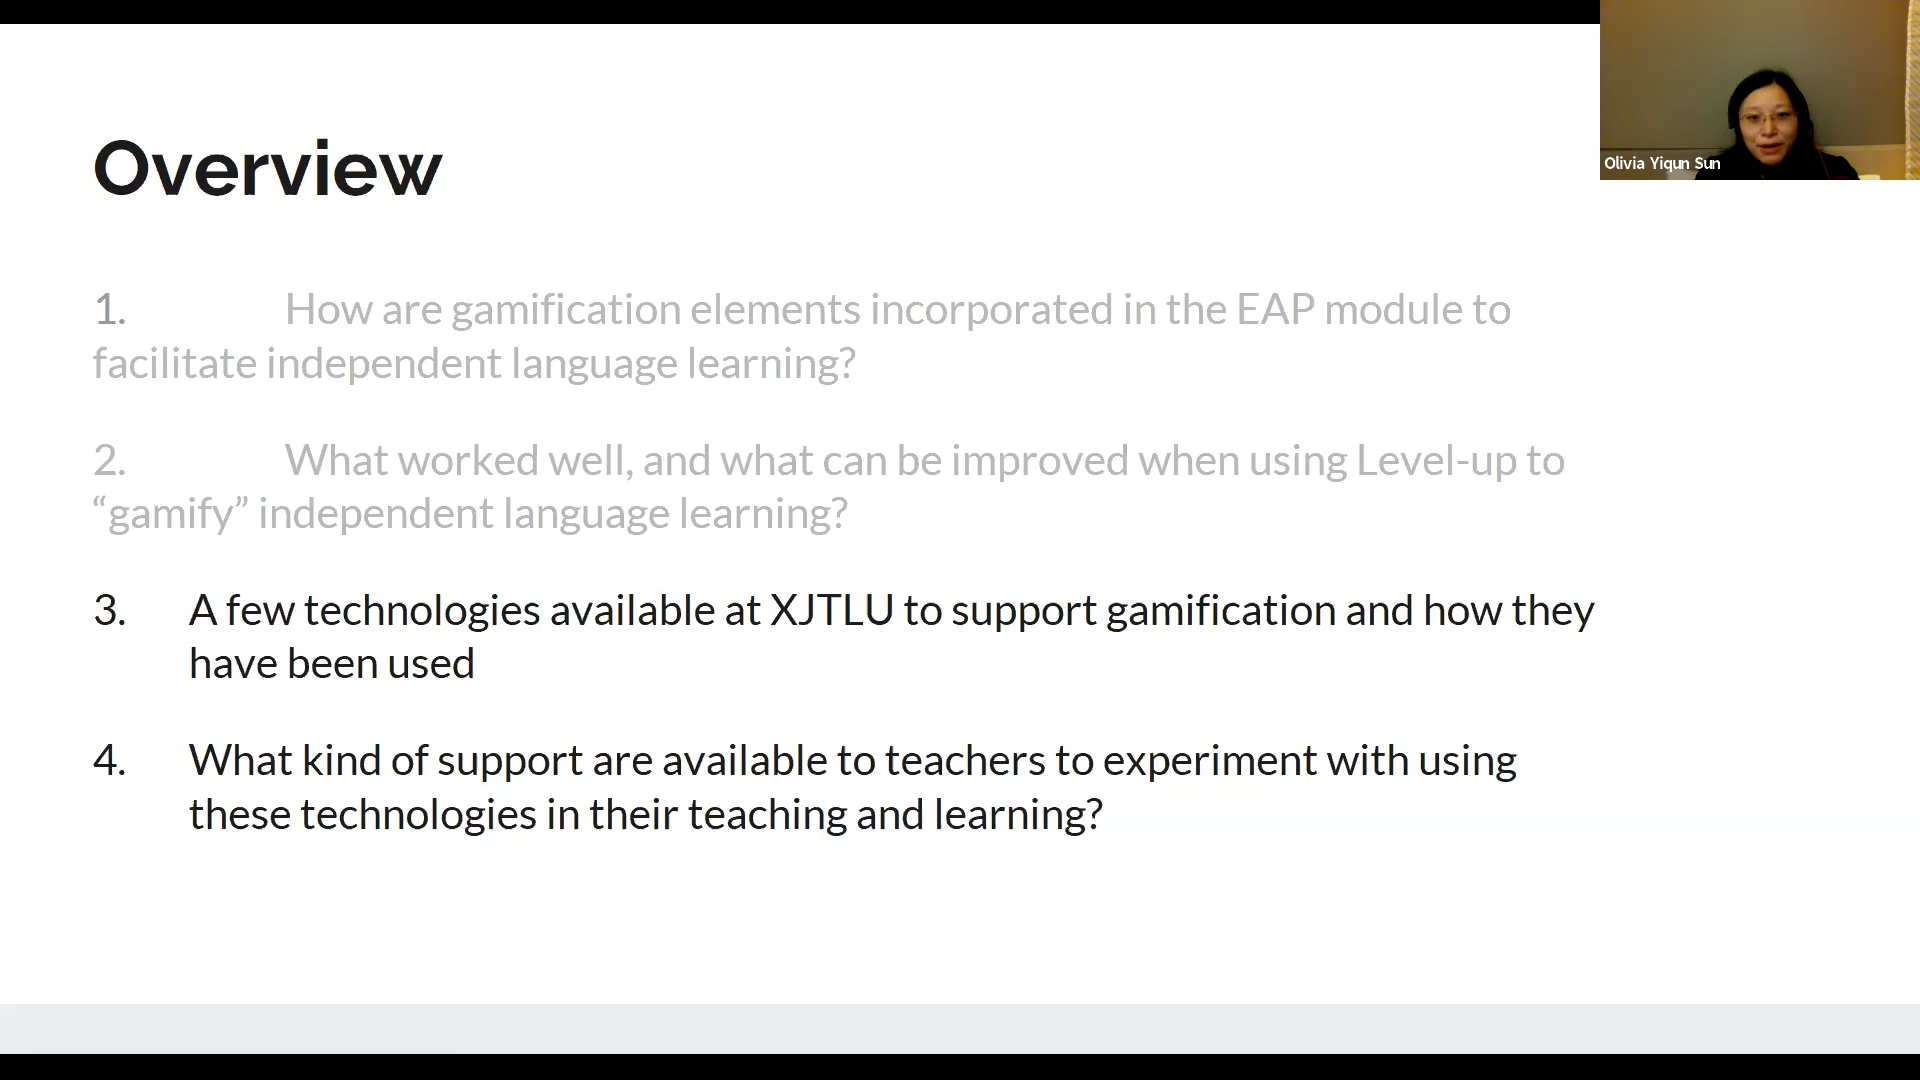 Olivia Yiqun Sun
Overview
1. How are gamification elements incorporated in the EAP module to
facilitate independent language learning?
2. What worked well, and what can be improved when using Level-up to
“gamify” independent language learning?
3. A few technologies available at XJTLU to support gamification and how they
have been used
4. What kind of support are available to teachers to experiment with using
these technologies in their teaching and learning?